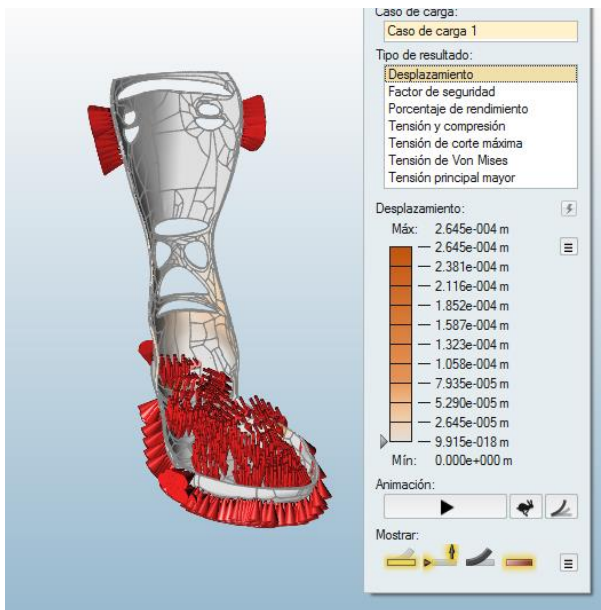 Caso de carga:
Caso de carga 1
Tipo de resultado:
Desplazamiento
Factor de seguridad
Porcentaje de rendimiento
Tensión y compresión
Tensión de corte máxima
Tensión de Von Mises
Tensión principal mayor
Desplazamiento:
Máx: 2.645e-004 m
2.645e-004 m
2.381e-004 m
2.116e-004 m
1.852e-004 m
1.587e-004 m
1.323e-004 m
1.058e-004 m
7.935e-005 m
5.290e-005 m
2.645e-005 m
9.915e-018 m
Mín: 0.000e+000 m
Animación:
Mostrar: